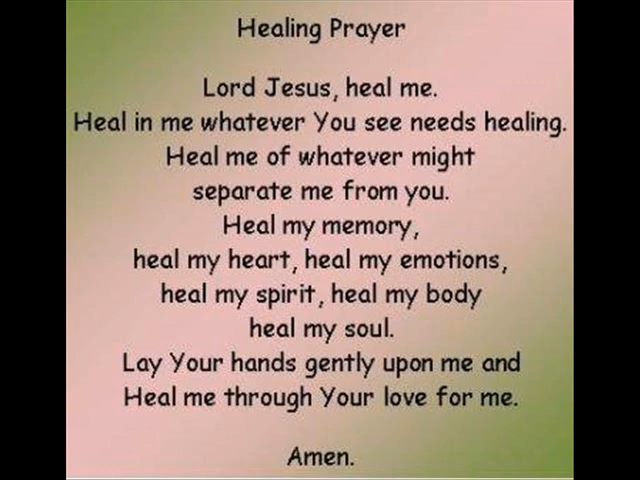 Healing Prayer
Lord Jesus, heal me.
Heal in me whatever You see needs healing.
Heal me of whatever might
separate me from you.
Heal my memory,
heal my heart, heal my emotions,
heal my spirit, heal my body
heal my soul.
Lay Your hands gently upon me and
Heal me through Your love for me.
Amen.